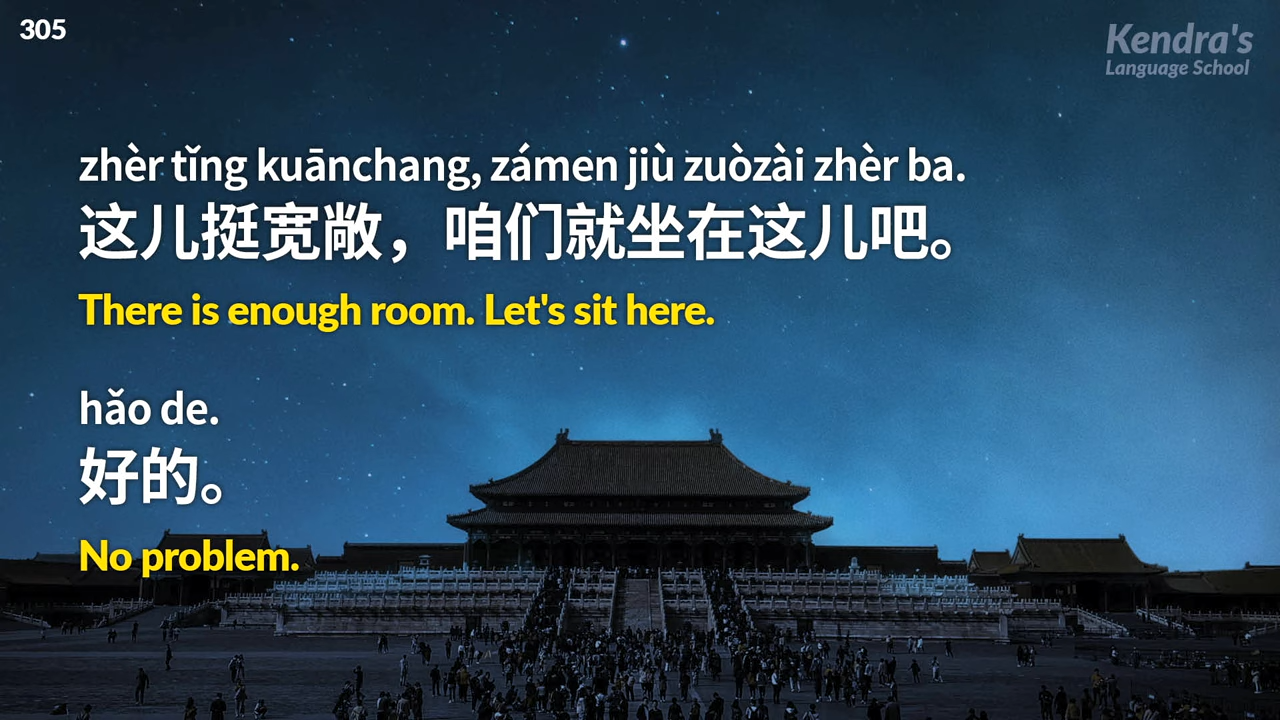 305
Kendra's
Language School
zhèr tǐng kuānchang, zámen jiù zuòzài zhèr ba.
这儿挺宽敞，咱们就坐在这儿吧。
There is enough room. Let's sit here.
hǎo de.
好的。
No problem.